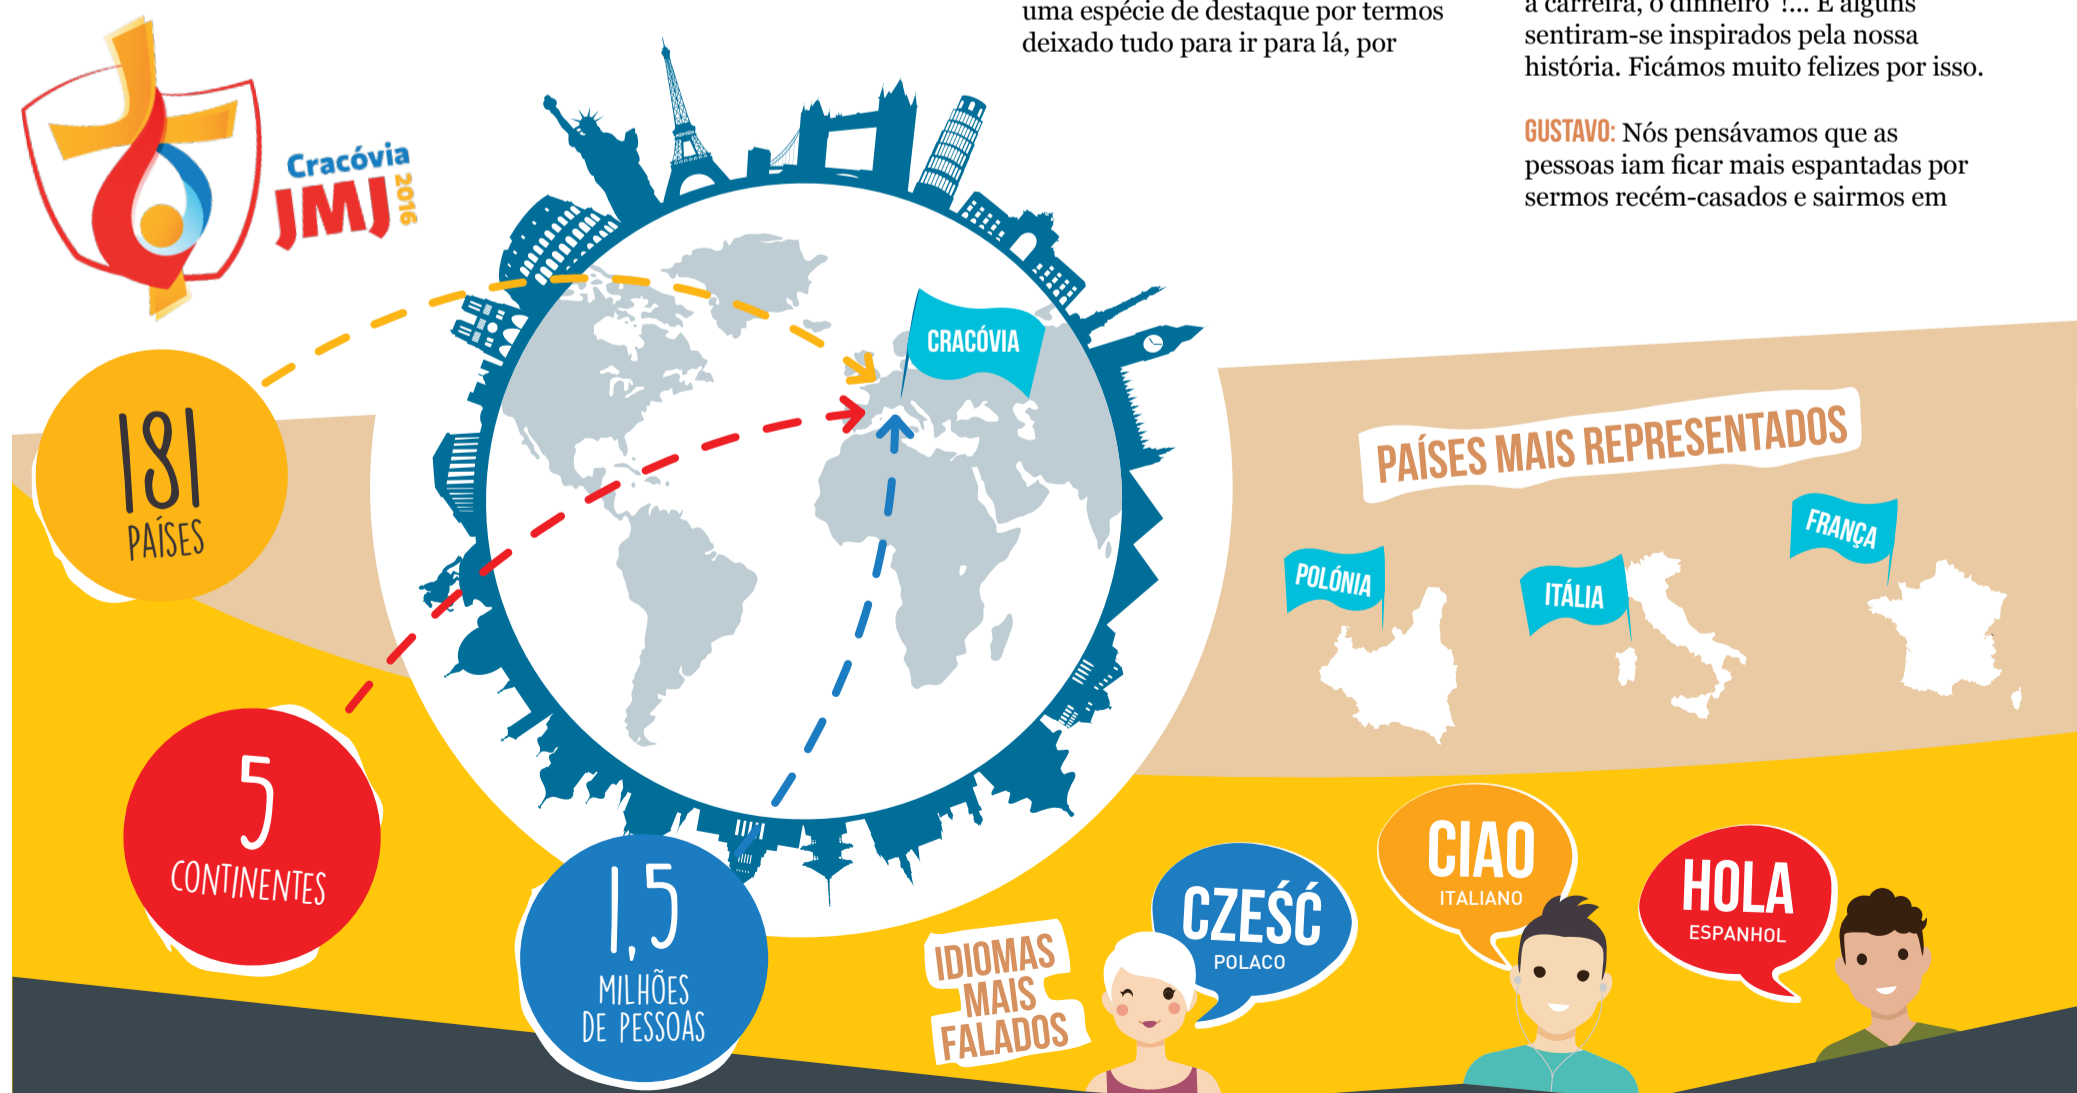 uma espécie de destaque por termos
deixado tudo para ir para lá, por
a carreira, o dinheiro”!... E alguns
sentiram-se inspirados pela nossa
história. Ficámos muito felizes por isso.
GUSTAVO: Nós pensávamos que as
pessoas iam ficar mais espantadas por
sermos recém-casados e sairmos em
Cracóvia
JMJ
2016
CRACÓVIA
181
PAÍSES
5
CONTINENTES
1,5
MILHÕES
DE PESSOAS
PAÍSES MAIS REPRESENTADOS
POLÓNIA
ITÁLIA
FRANÇA
IDIOMAS
MAIS
FALADOS
CZEŚĆ
POLACO
CIAO
ITALIANO
HOLA
ESPANHOL